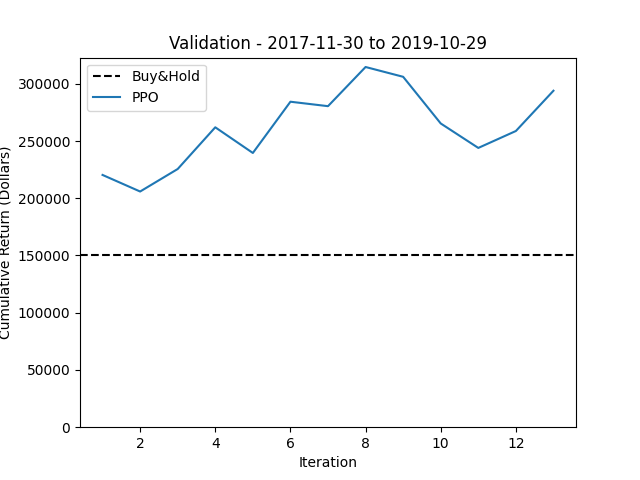 Validation - 2017-11-30 to 2019-10-29
Buy&Hold
PPO
Cumulative Return (Dollars)
300000
250000
200000
150000
100000
50000
0
2
4
6
8
10
12
Iteration